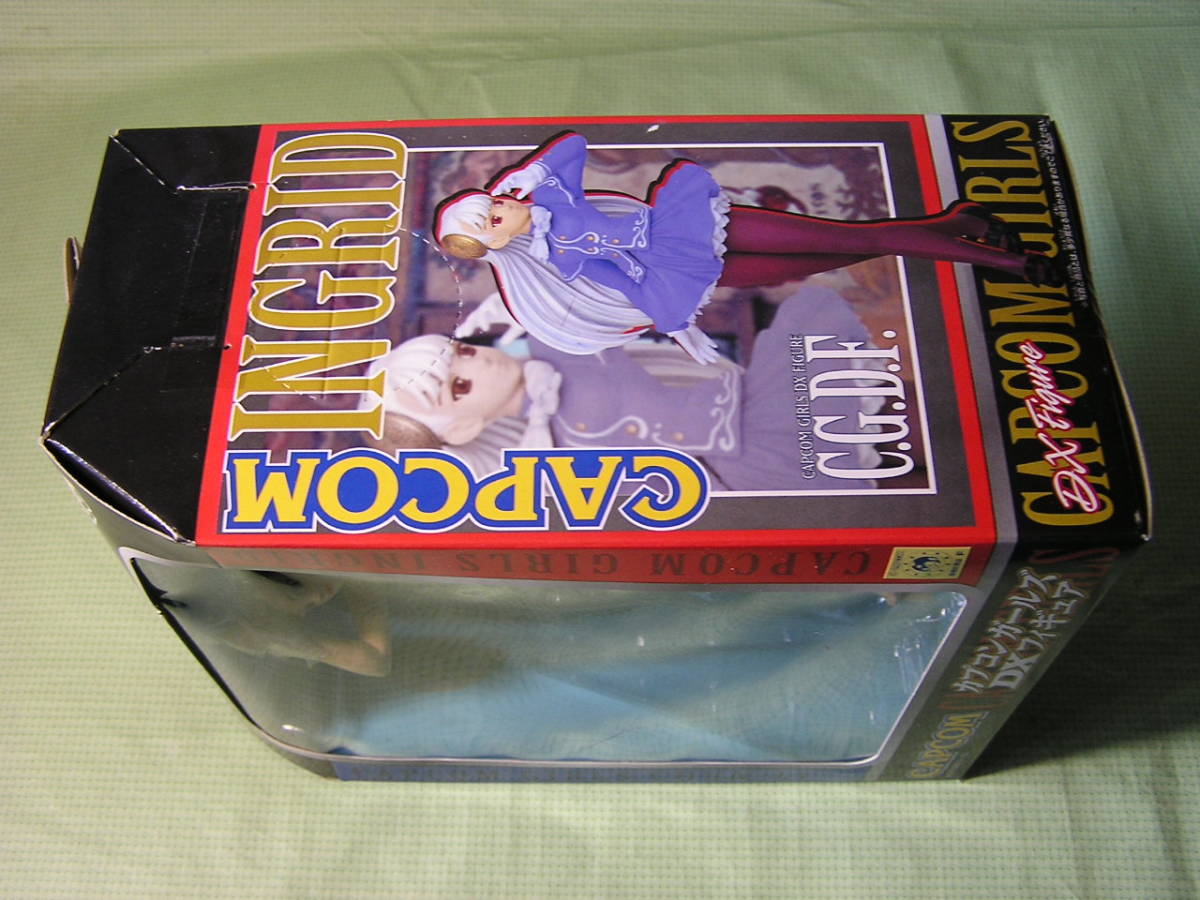 INGRID
CAPCOM
CAPCOM GIRLS DX FIGURE
C.G.D.F.
CAPCOM GIRLS
DX Figure
CAPCOM GIRLS
CAPCOM
カプコンガールズ
DXフィギュア